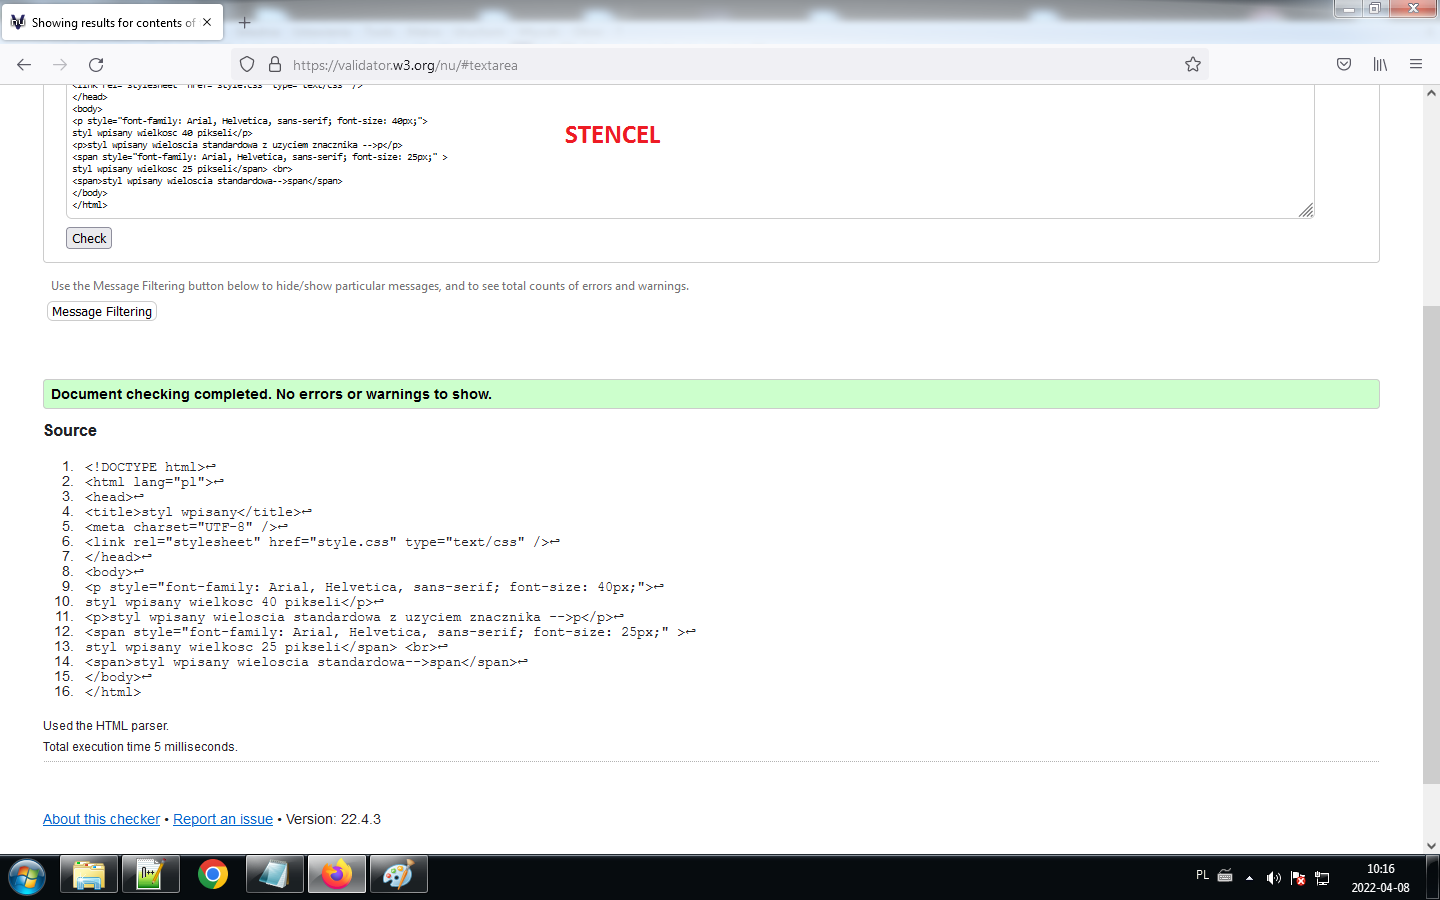 Showing results for contents of
https://validator.w3.org/nu/#textarea
<link rel="stylesheet" href="style.css" type="text/css" />
</head>
<body>
<p style="font-family: Arial, Helvetica, sans-serif; font-size: 40px;">
styl wpisany wielkosc 40 pikseli</p>
<p>styl wpisany wieloscia standardowa z uzyciem znacznika -->p</p>
<span style="font-family: Arial, Helvetica, sans-serif; font-size: 25px;" >
styl wpisany wielkosc 25 pikseli</span> <br>
<span>styl wpisany wieloscia standardowa-->span</span>
</body>
</html>
STENCEL
Check
Use the Message Filtering button below to hide/show particular messages, and to see total counts of errors and warnings.
Message Filtering
Document checking completed. No errors or warnings to show.
Source
1. <!DOCTYPE html>↩
2. <html lang="pl">↩
3. <head>↩
4. <title>styl wpisany</title>↩
5. <meta charset="UTF-8" />↩
6. <link rel="stylesheet" href="style.css" type="text/css" />↩
7. </head>↩
8. <body>↩
9. <p style="font-family: Arial, Helvetica, sans-serif; font-size: 40px;">↩
10. styl wpisany wielkosc 40 pikseli</p>↩
11. <p>styl wpisany wieloscia standardowa z uzyciem znacznika -->p</p>↩
12. <span style="font-family: Arial, Helvetica, sans-serif; font-size: 25px;" >↩
13. styl wpisany wielkosc 25 pikseli</span> <br>↩
14. <span>styl wpisany wieloscia standardowa-->span</span>↩
15. </body>↩
16. </html>
Used the HTML parser.
Total execution time 5 milliseconds.
About this checker • Report an issue • Version: 22.4.3
PL
10:16
2022-04-08